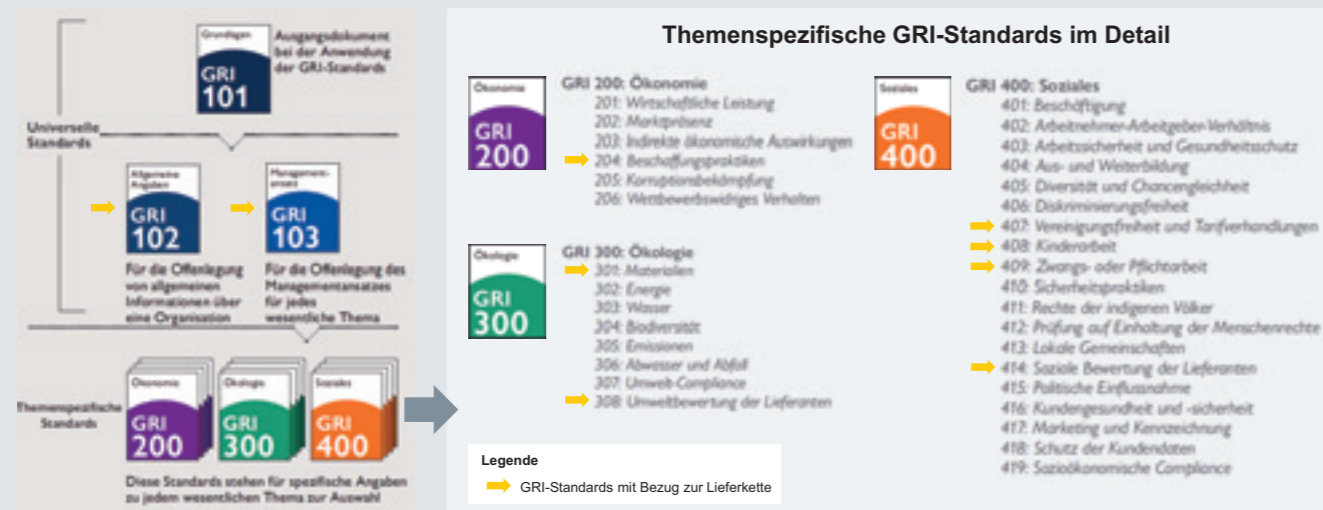 Grundlagen
GRI
101
Ausgangsdokument
bei der Anwendung
der GRI-Standards
Universelle
Standards
Allgemeine
Angaben
GRI
102
Management-
ansatz
GRI
103
Für die Offenlegung
von allgemeinen
Informationen über
eine Organisation
Für die Offenlegung des
Managementansatzes
für jedes
wesentliche Thema
Themenspezifische
Standards
Ökonomie
GRI
200
Ökologie
GRI
300
Soziales
GRI
400
Diese Standards stehen für spezifische Angaben
zu jedem wesentlichen Thema zur Auswahl
Themenspezifische GRI-Standards im Detail
Ökonomie
GRI
200
GRI 200: Ökonomie
201: Wirtschaftliche Leistung
202: Marktpräsenz
203: Indirekte ökonomische Auswirkungen
204: Beschaffungspraktiken
205: Korruptionsbekämpfung
206: Wettbewerbswidriges Verhalten
Ökologie
GRI
300
GRI 300: Ökologie
301: Materialien
302: Energie
303: Wasser
304: Biodiversität
305: Emissionen
306: Abwasser und Abfall
307: Umwelt-Compliance
308: Umweltbewertung der Lieferanten
Soziales
GRI
400
GRI 400: Soziales
401: Beschäftigung
402: Arbeitnehmer-Arbeitgeber-Verhältnis
403: Arbeitssicherheit und Gesundheitsschutz
404: Aus- und Weiterbildung
405: Diversität und Chancengleichheit
406: Diskriminierungsfreiheit
407: Vereinigungsfreiheit und Tarifverhandlungen
408: Kinderarbeit
409: Zwangs- oder Pflichtarbeit
410: Sicherheitspraktiken
411: Rechte der indigenen Völker
412: Prüfung auf Einhaltung der Menschenrechte
413: Lokale Gemeinschaften
414: Soziale Bewertung der Lieferanten
415: Politische Einflussnahme
416: Kundengesundheit und -sicherheit
417: Marketing und Kennzeichnung
418: Schutz der Kundendaten
419: Sozioökonomische Compliance
Legende
GRI-Standards mit Bezug zur Lieferkette